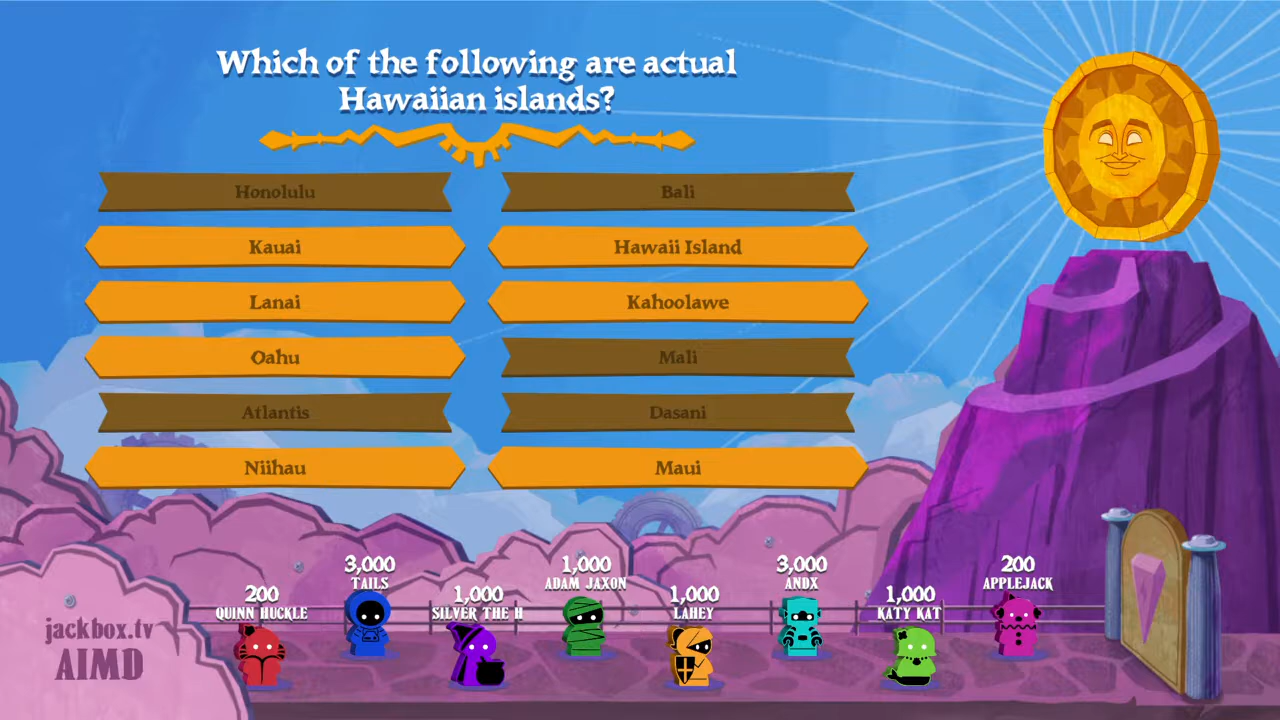 Which of the following are actual
Hawaiian islands?
Honolulu
Bali
Kauai
Hawaii Island
Lanai
Kahoolawe
Oahu
Mali
Atlantis
Dasani
Niihau
Maui
3,000
TAILS
1,000
ADAM JAXON
3,000
ANDX
200
APPLEJACK
200
QUINN HUCKLE
1,000
SILVER THE H
1,000
LAHEY
1,000
KATY KAT
jackbox.tv
AIMD